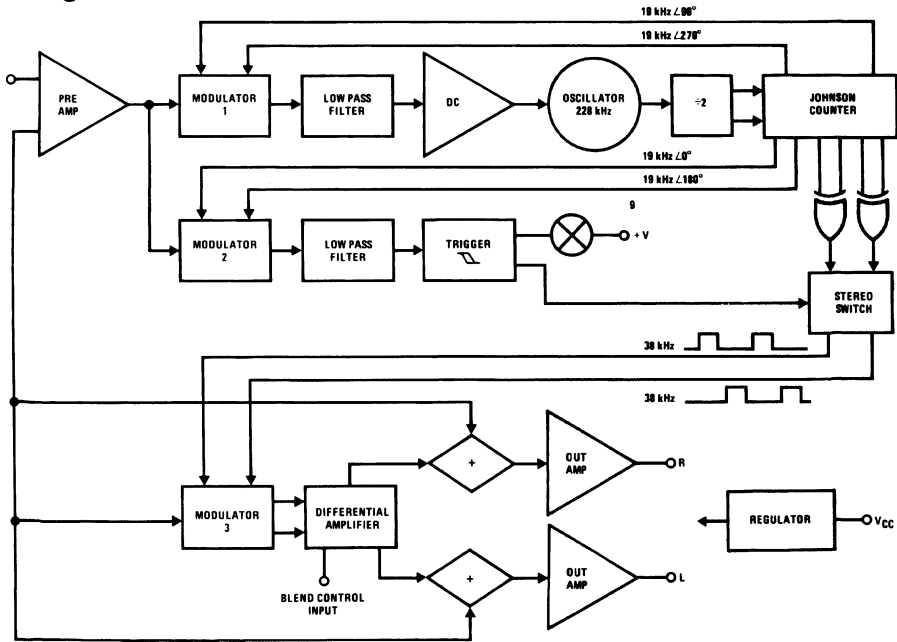 19 kHz ∠90°
19 kHz ∠270°
PRE
AMP
MODULATOR
1
LOW PASS
FILTER
DC
OSCILLATOR
228 kHz
÷2
JOHNSON
COUNTER
19 kHz ∠0°
19 kHz ∠180°
9
MODULATOR
2
LOW PASS
FILTER
TRIGGER
+ V
STEREO
SWITCH
38 kHz
38 kHz
MODULATOR
3
DIFFERENTIAL
AMPLIFIER
+
OUT
AMP
R
REGULATOR
VCC
+
OUT
AMP
L
BLEND CONTROL
INPUT